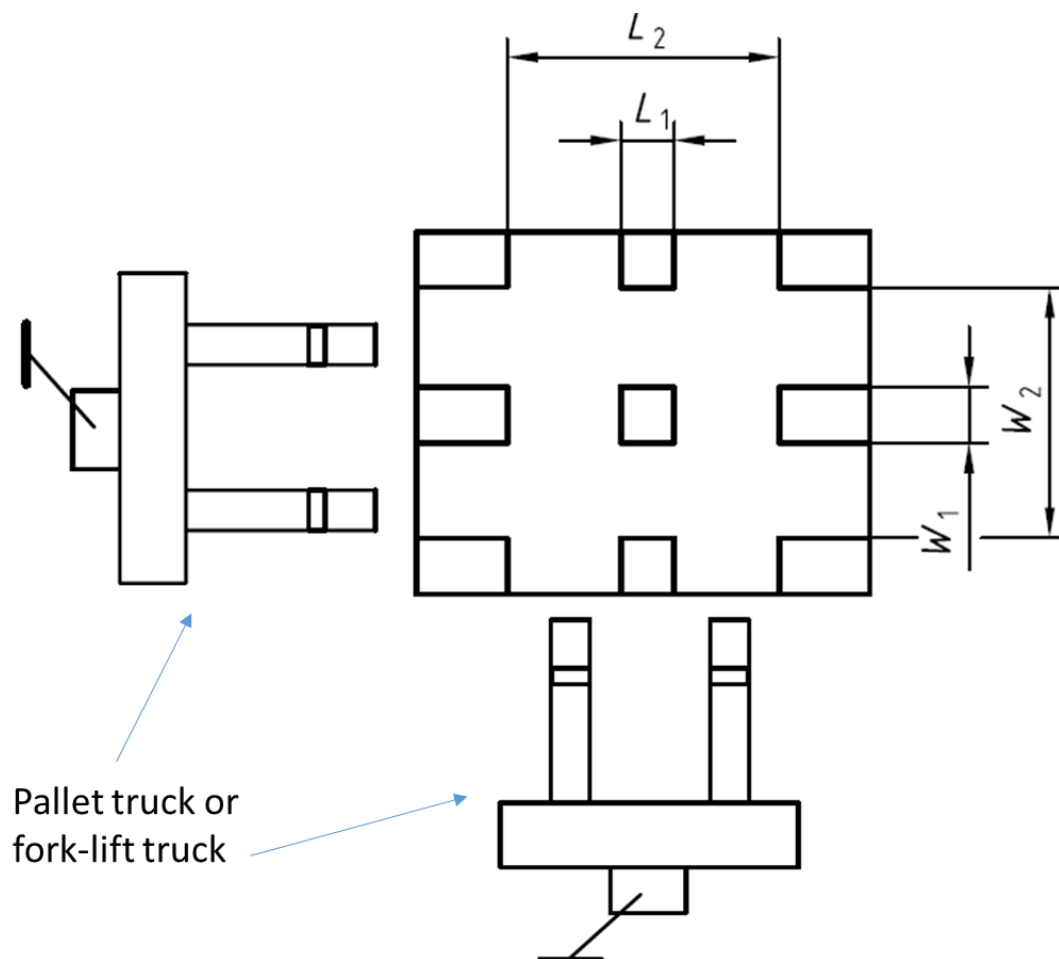 L₂
L₁
W₂
W₁
Pallet truck or
fork-lift truck